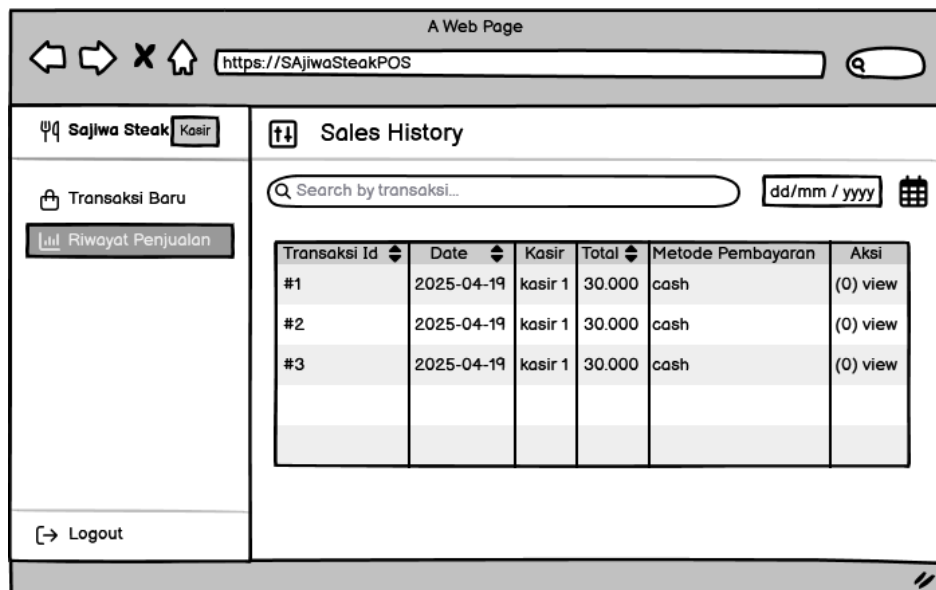 A Web Page
https://SAjiwaSteakPOS
Sajiwa Steak Kasir
Transaksi Baru
Riwayat Penjualan
Logout
Sales History
Search by transaksi...
dd/mm / yyyy
Transaksi Id Date Kasir Total Metode Pembayaran Aksi
#1 2025-04-19 kasir 1 30.000 cash (0) view
#2 2025-04-19 kasir 1 30.000 cash (0) view
#3 2025-04-19 kasir 1 30.000 cash (0) view